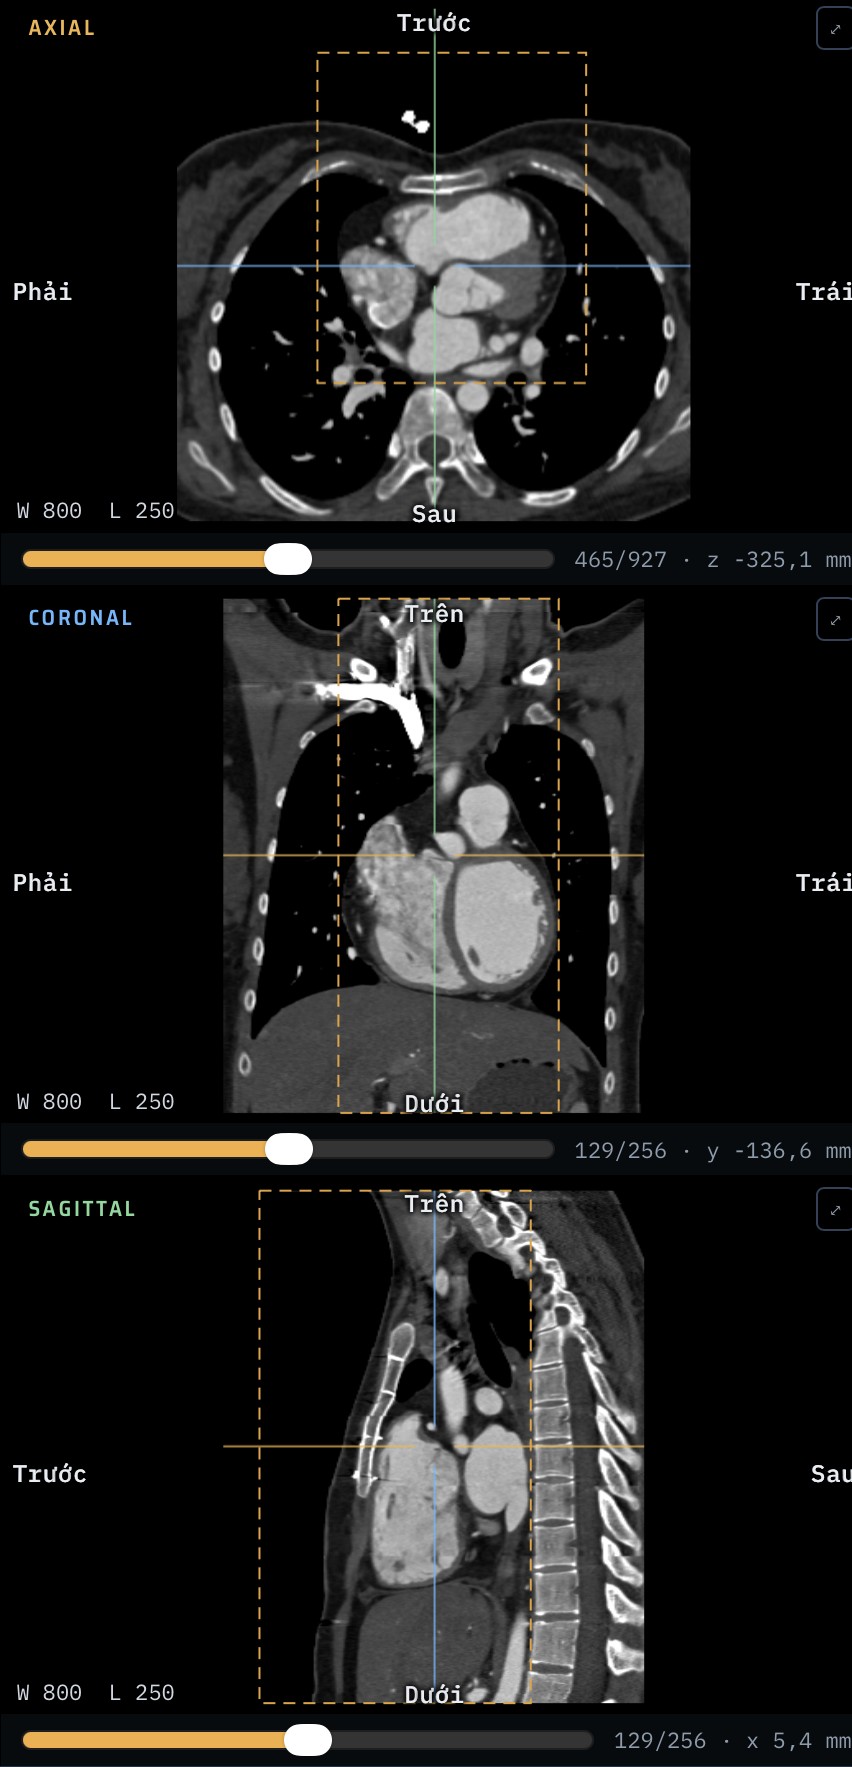 AXIAL
Trước
Phải
Trái
W 800 L 250
Sau
465/927 · z -325,1 mm
CORONAL
Trên
Phải
Trái
W 800 L 250
Dưới
129/256 · y -136,6 mm
SAGITTAL
Trên
Trước
Sau
W 800 L 250
Dưới
129/256 · x 5,4 mm